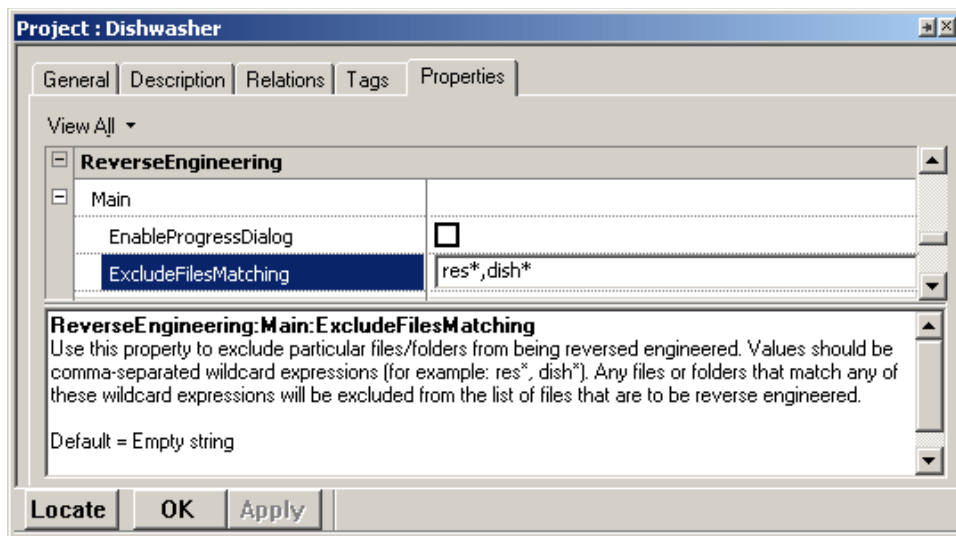 Project : Dishwasher
General Description Relations Tags Properties
View All
ReverseEngineering
Main
EnableProgressDialog
ExcludeFilesMatching res*,dish*
ReverseEngineering:Main:ExcludeFilesMatching
Use this property to exclude particular files/folders from being reversed engineered. Values should be
comma-separated wildcard expressions (for example: res*, dish*). Any files or folders that match any of
these wildcard expressions will be excluded from the list of files that are to be reverse engineered.
Default = Empty string
Locate OK Apply